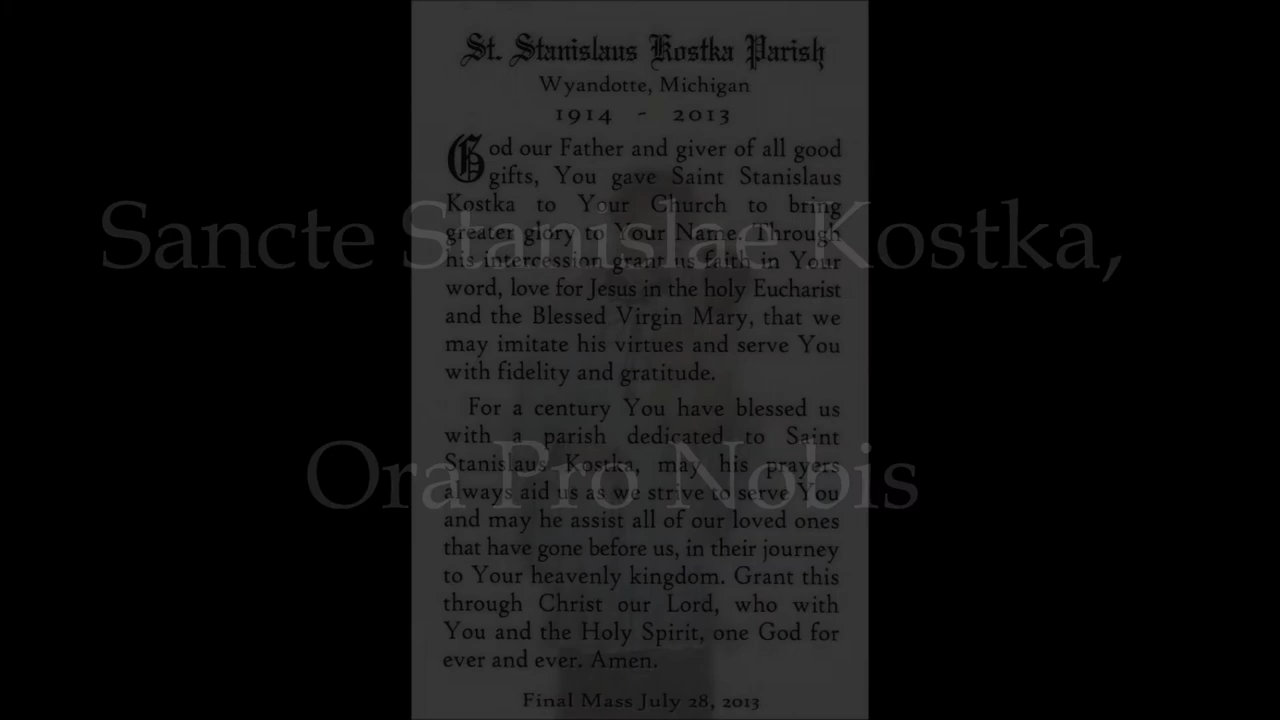 St. Stanislaus Kostka Parish
Wyandotte, Michigan
1914 - 2013
God our Father and giver of all good
gifts, You gave Saint Stanislaus
Kostka to Your Church to bring
greater glory to Your Name. Through
his intercession grant us faith in Your
word, love for Jesus in the holy Eucharist
and the Blessed Virgin Mary, that we
may imitate his virtues and serve You
with fidelity and gratitude.
For a century You have blessed us
with a parish dedicated to Saint
Stanislaus Kostka, may his prayers
always aid us as we strive to serve You
and may he assist all of our loved ones
that have gone before us, in their journey
to Your heavenly kingdom. Grant this
through Christ our Lord, who with
You and the Holy Spirit, one God for
ever and ever. Amen.
Final Mass July 28, 2013
Sancte Stanislae Kostka,
Ora Pro Nobis